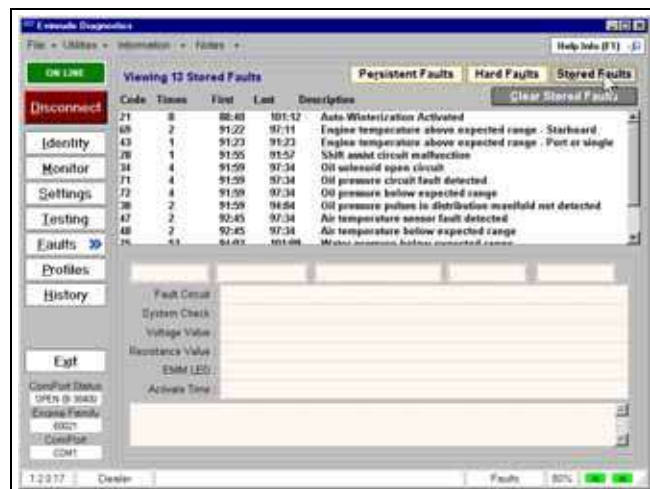 Evinrude Diagnostics
File Utilities Information Notes Help Info (F1)
ON LINE Viewing 13 Stored Faults Persistent Faults Hard Faults Stored Faults
Disconnect Clear Stored Faults
Code Times First Last Description
21 8 88:48 101:12 Auto-Winterization Activated
69 2 91:22 97:11 Engine temperature above expected range - Starboard
43 1 91:23 91:23 Engine temperature above expected range - Port or single
28 1 91:55 91:57 Shift assist circuit malfunction
34 4 91:59 97:34 Oil solenoid open circuit
71 4 91:59 97:34 Oil pressure circuit fault detected
72 4 91:59 97:34 Oil pressure below expected range
38 2 91:59 94:04 Oil pressure pulses in distribution manifold not detected
47 2 92:45 97:34 Air temperature sensor fault detected
48 2 92:45 97:34 Air temperature below expected range
Water pressure below expected range
Identity
Monitor
Settings
Testing
Faults
Profiles
History
Exit
Fault Circuit
System Check
Voltage Value
Resistance Value
EMM LED
Activate Time
ComPort Status
OPEN
Engine Family
60021
ComPort
COM1
Dealer Faults 80%